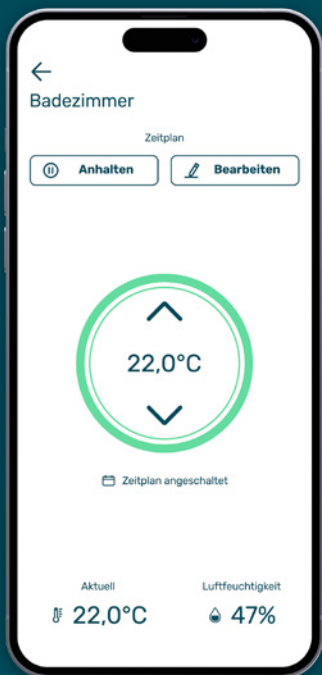 Badezimmer
Zeitplan
Anhalten Bearbeiten
22,0°C
Zeitplan angeschaltet
Aktuell Luftfeuchtigkeit
22,0°C 47%